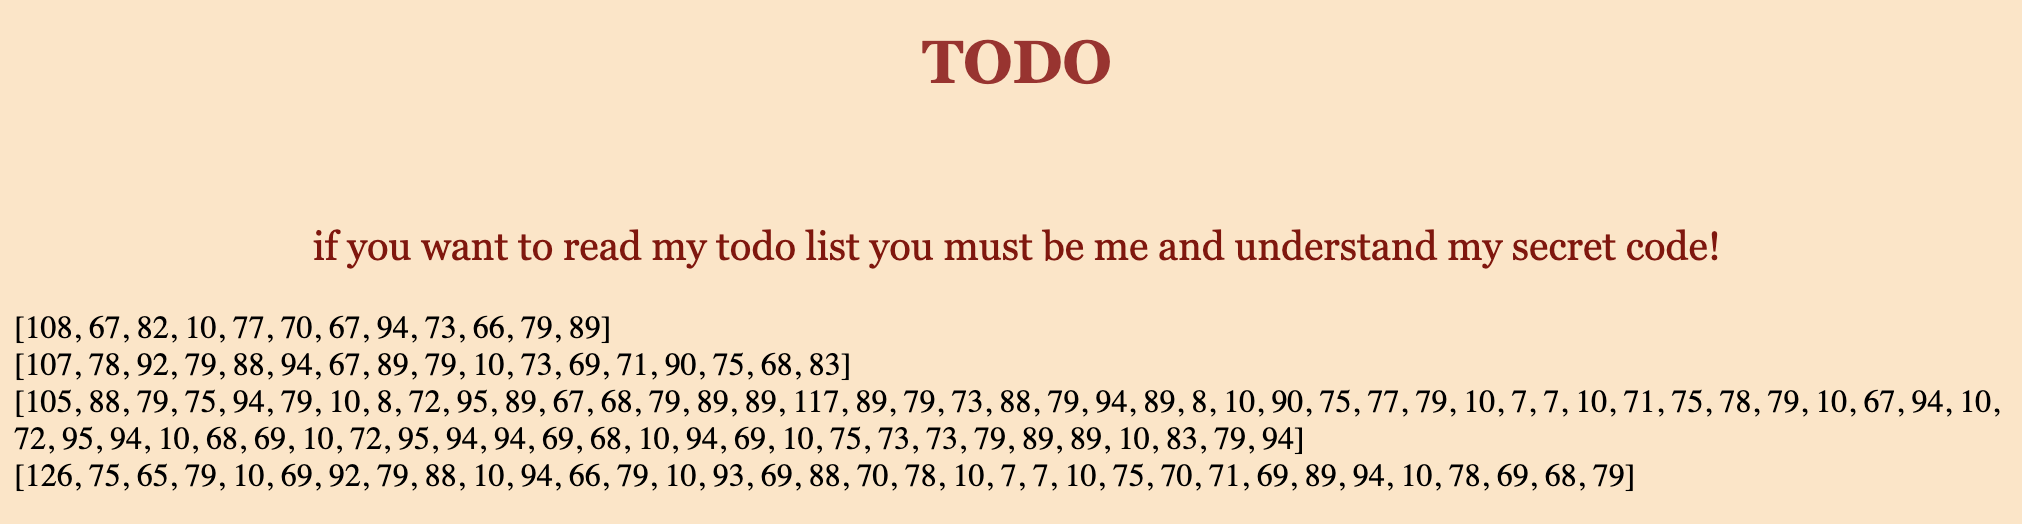 TODO
if you want to read my todo list you must be me and understand my secret code!
[108, 67, 82, 10, 77, 70, 67, 94, 73, 66, 79, 89]
[107, 78, 92, 79, 88, 94, 67, 89, 79, 10, 73, 69, 71, 90, 75, 68, 83]
[105, 88, 79, 75, 94, 79, 10, 8, 72, 95, 89, 67, 68, 79, 89, 89, 117, 89, 79, 73, 88, 79, 94, 89, 8, 10, 90, 75, 77, 79, 10, 7, 7, 10, 71, 75, 78, 79, 10, 67, 94, 10,
72, 95, 94, 10, 68, 69, 10, 72, 95, 94, 94, 69, 68, 10, 94, 69, 10, 75, 73, 73, 79, 89, 89, 10, 83, 79, 94]
[126, 75, 65, 79, 10, 69, 92, 79, 88, 10, 94, 66, 79, 10, 93, 69, 88, 70, 78, 10, 7, 7, 10, 75, 70, 71, 69, 89, 94, 10, 78, 69, 68, 79]